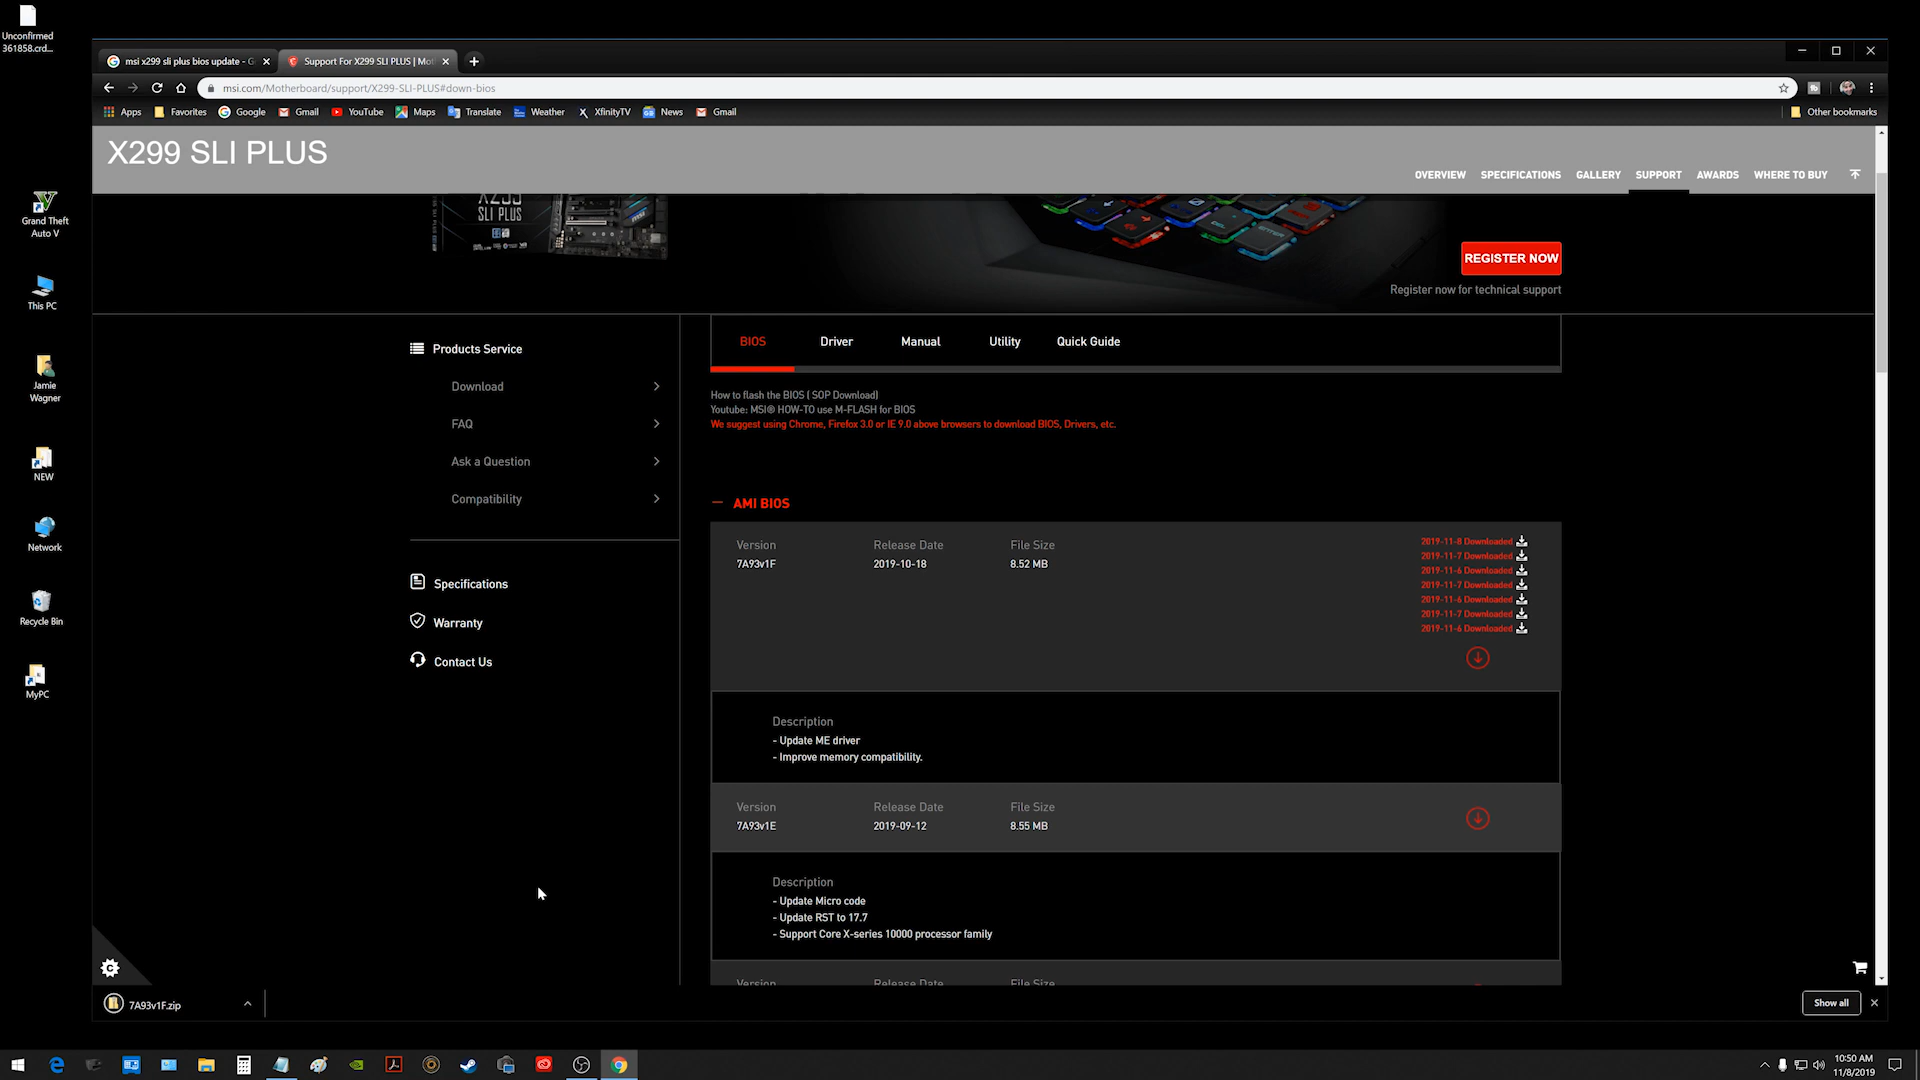 Unconfirmed
361858.crd...
Grand Theft
Auto V
This PC
Jamie
Wagner
NEW
Network
Recycle Bin
MyPC
msi x299 sli plus bios update - G
Support For X299 SLI PLUS | Mot
msi.com/Motherboard/support/X299-SLI-PLUS#down-bios
Apps
Favorites
Google
Gmail
YouTube
Maps
Translate
Weather
XfinityTV
News
Gmail
Other bookmarks
X299 SLI PLUS
OVERVIEW
SPECIFICATIONS
GALLERY
SUPPORT
AWARDS
WHERE TO BUY
X299
SLI PLUS
ENTER
REGISTER NOW
Register now for technical support
Products Service
Download
FAQ
Ask a Question
Compatibility
Specifications
Warranty
Contact Us
BIOS
Driver
Manual
Utility
Quick Guide
How to flash the BIOS ( SOP Download)
Youtube: MSI® HOW-TO use M-FLASH for BIOS
We suggest using Chrome, Firefox 3.0 or IE 9.0 above browsers to download BIOS, Drivers, etc.
AMI BIOS
Version Release Date File Size
7A93v1F 2019-10-18 8.52 MB
2019-11-8 Downloaded
2019-11-7 Downloaded
2019-11-6 Downloaded
2019-11-7 Downloaded
2019-11-6 Downloaded
2019-11-7 Downloaded
2019-11-6 Downloaded
Description
- Update ME driver
- Improve memory compatibility.
Version Release Date File Size
7A93v1E 2019-09-12 8.55 MB
Description
- Update Micro code
- Update RST to 17.7
- Support Core X-series 10000 processor family
Version Release Date File Size
7A93v1F.zip
Show all
10:50 AM
11/8/2019